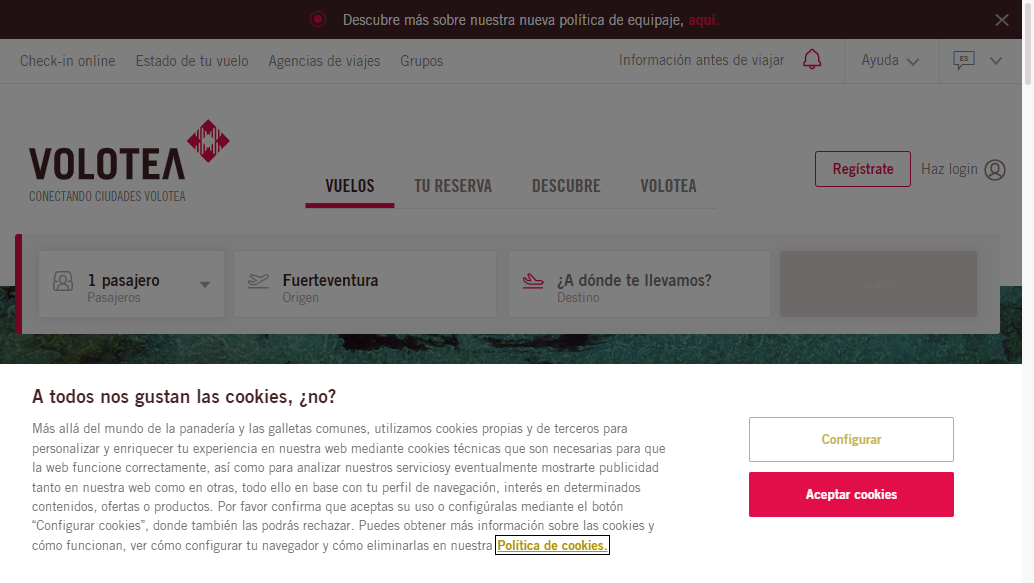 Descubre más sobre nuestra nueva política de equipaje, aquí.
Check-in online Estado de tu vuelo Agencias de viajes Grupos Información antes de viajar Ayuda ES
VOLOTEA
CONECTANDO CIUDADES VOLOTEA
VUELOS TU RESERVA DESCUBRE VOLOTEA
Regístrate Haz login
1 pasajero
Pasajeros
Fuerteventura
Origen
¿A dónde te llevamos?
Destino
A todos nos gustan las cookies, ¿no?
Más allá del mundo de la panadería y las galletas comunes, utilizamos cookies propias y de terceros para
personalizar y enriquecer tu experiencia en nuestra web mediante cookies técnicas que son necesarias para que
la web funcione correctamente, así como para analizar nuestros serviciosy eventualmente mostrarte publicidad
tanto en nuestra web como en otras, todo ello en base con tu perfil de navegación, interés en determinados
contenidos, ofertas o productos. Por favor confirma que aceptas su uso o configúralas mediante el botón
“Configurar cookies”, donde también las podrás rechazar. Puedes obtener más información sobre las cookies y
cómo funcionan, ver cómo configurar tu navegador y cómo eliminarlas en nuestra Política de cookies.
Configurar
Aceptar cookies